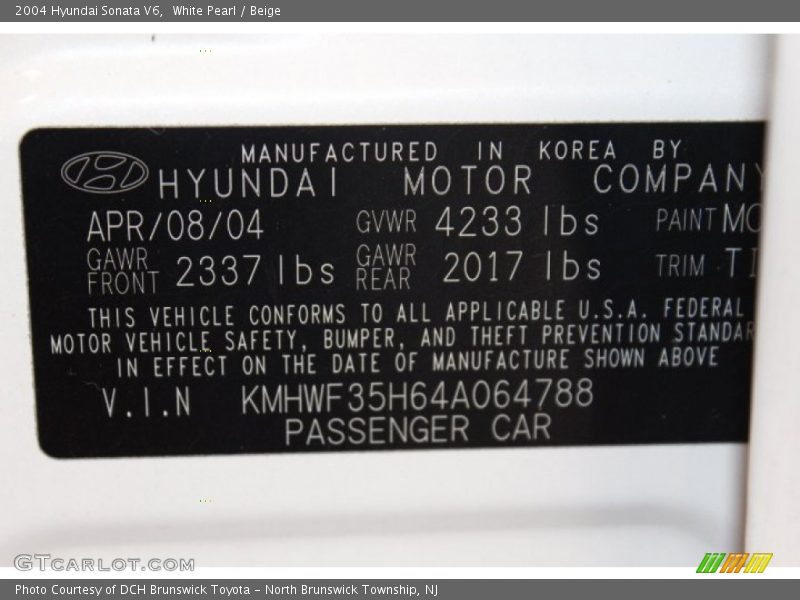 2004 Hyundai Sonata V6, White Pearl / Beige
MANUFACTURED IN KOREA BY
HYUNDAI MOTOR COMPANY
APR/08/04 GVWR 4233 lbs PAINT
GAWR FRONT 2337 lbs GAWR REAR 2017 lbs TRIM
THIS VEHICLE CONFORMS TO ALL APPLICABLE U.S.A. FEDERAL
MOTOR VEHICLE SAFETY, BUMPER, AND THEFT PREVENTION STANDAR
IN EFFECT ON THE DATE OF MANUFACTURE SHOWN ABOVE
V.I.N KMHWF35H64A064788
PASSENGER CAR
GTCARLOT.COM
Photo Courtesy of DCH Brunswick Toyota - North Brunswick Township, NJ